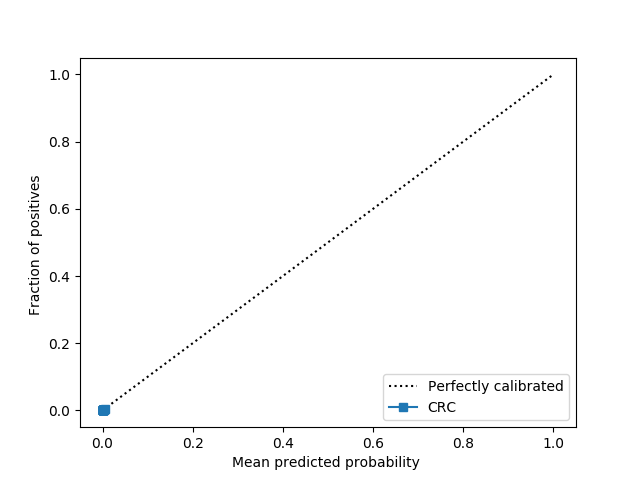 1.0
0.8
0.6
0.4
0.2
0.0
Fraction of positives
0.0 0.2 0.4 0.6 0.8 1.0
Mean predicted probability
Perfectly calibrated
CRC